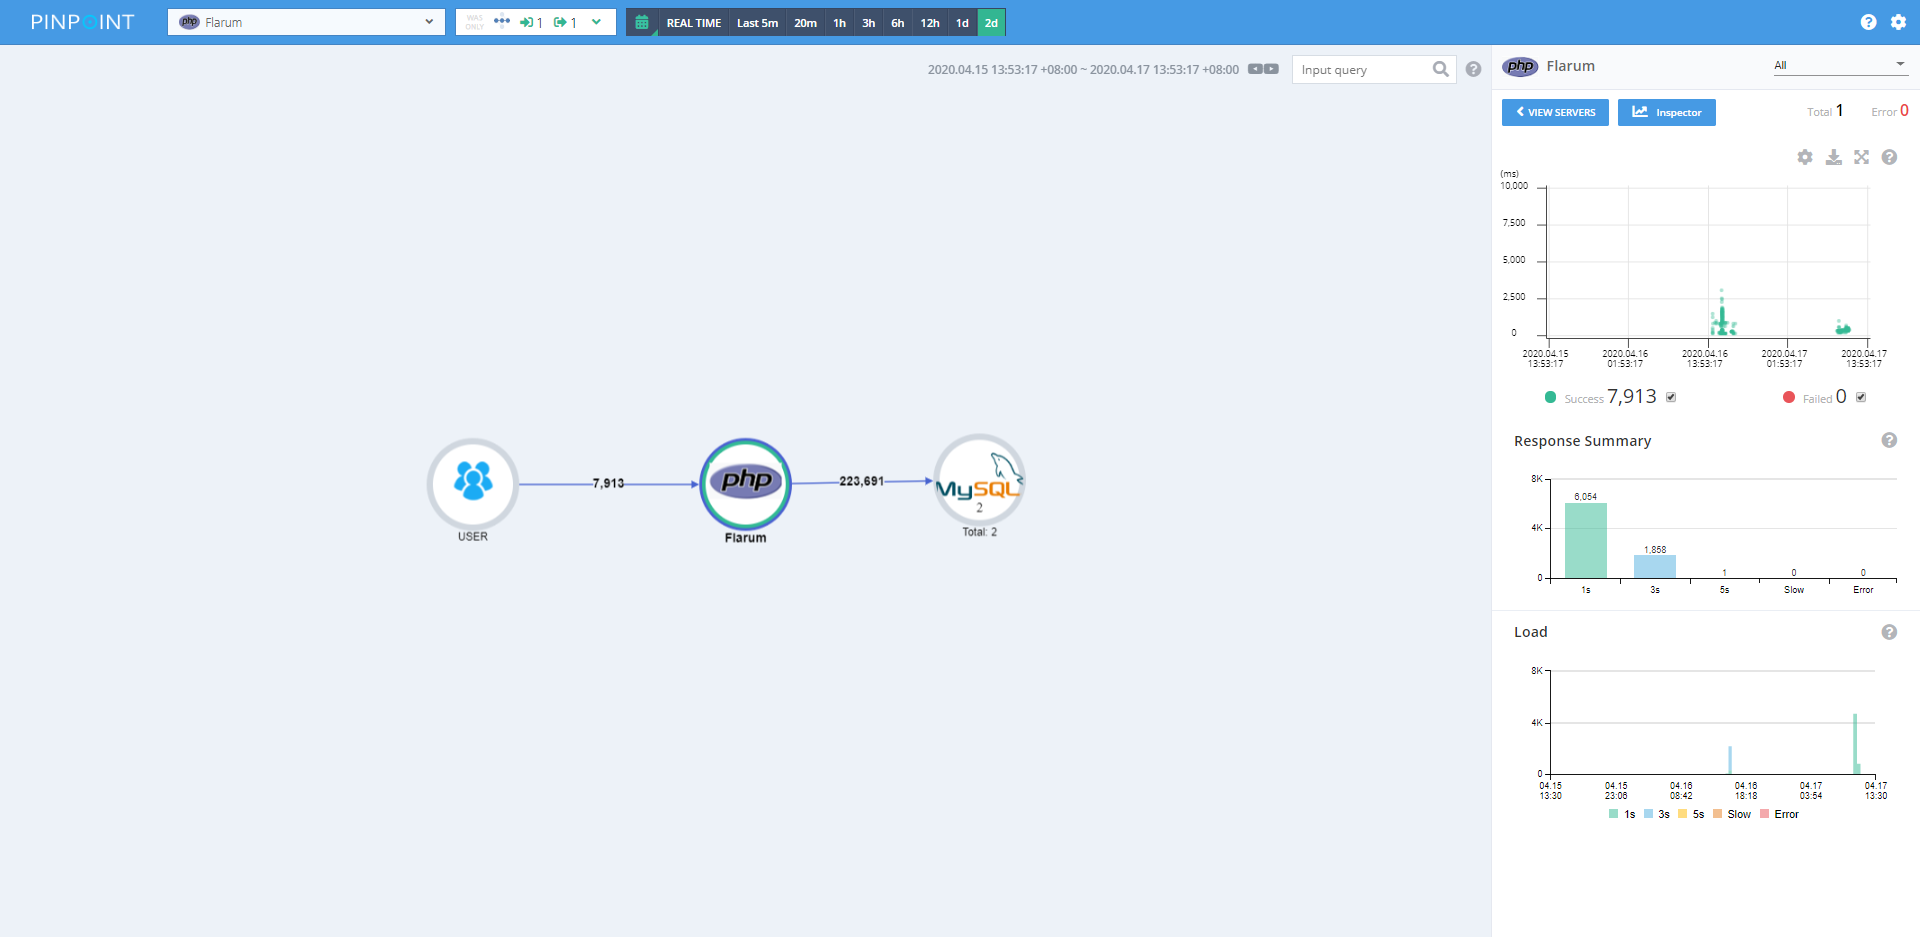 PINPOINT
php Flarum
WAS ONLY 1 1
REAL TIME Last 5m 20m 1h 3h 6h 12h 1d 2d
2020.04.15 13:53:17 +08:00 ~ 2020.04.17 13:53:17 +08:00
Input query
7,913
php
223,691
MySQL
2
USER
Flarum
Total: 2
php Flarum
All
VIEW SERVERS Inspector Total 1 Error 0
(ms)
10,000
7,500
5,000
2,500
0
2020.04.15 2020.04.16 2020.04.16 2020.04.17 2020.04.17
13:53:17 01:53:17 13:53:17 01:53:17 13:53:17
Success 7,913 Failed 0
Response Summary
8K
6,054
4K
1,858
1 0 0
0
1s 3s 5s Slow Error
Load
8K
4K
0
04.15 04.15 04.16 04.16 04.17 04.17
13:30 23:06 08:42 18:18 03:54 13:30
1s 3s 5s Slow Error